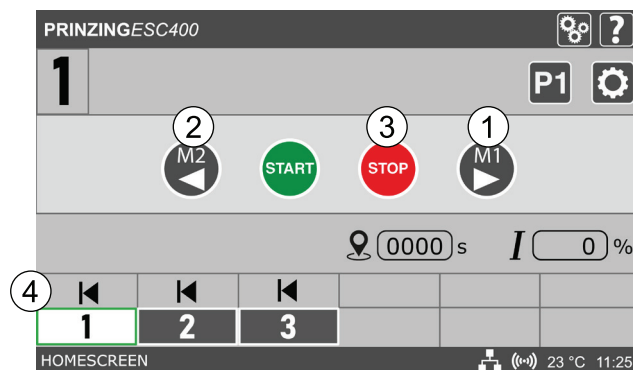 PRINZINGESC400 ?
1 P1
2 3 1
M2 START STOP M1
0000 s I 0 %
4
1 2 3
HOMESCREEN 23 °C 11:25